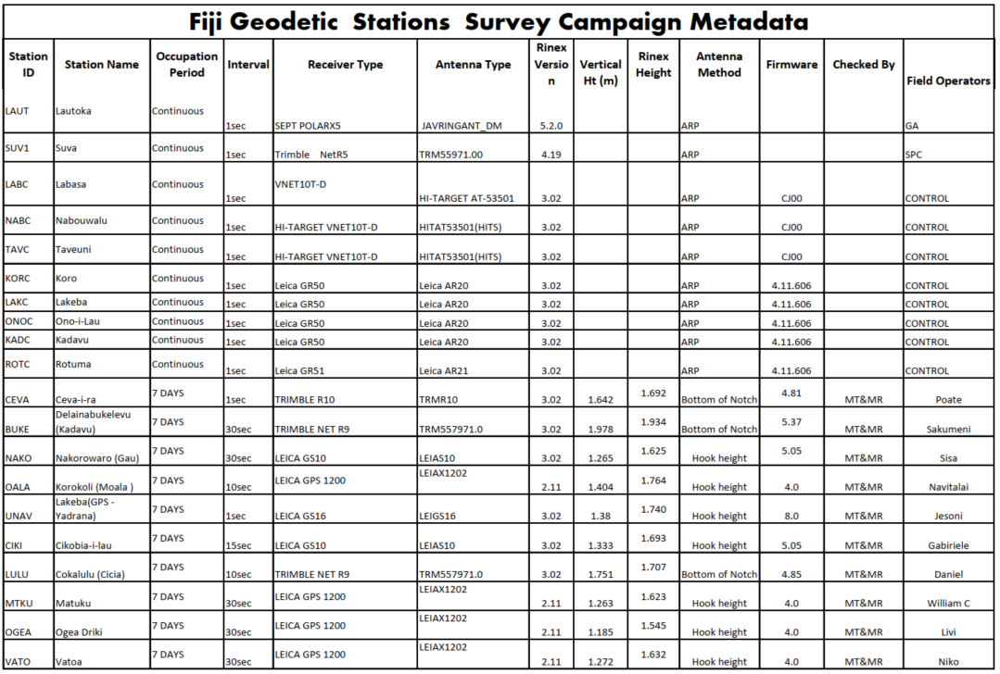 Fiji Geodetic Stations Survey Campaign Metadata
Station ID | Station Name | Occupation Period | Interval | Receiver Type | Antenna Type | Rinex Versio n | Vertical Ht (m) | Rinex Height | Antenna Method | Firmware | Checked By | Field Operators
LAUT | Lautoka | Continuous | 1sec | SEPT POLARX5 | JAVRINGANT_DM | 5.2.0 | | | ARP | | | GA
SUV1 | Suva | Continuous | 1sec | Trimble NetR5 | TRM55971.00 | 4.19 | | | ARP | | | SPC
LABC | Labasa | Continuous | 1sec | VNET10T-D | HI-TARGET AT-53501 | 3.02 | | | ARP | CJ00 | | CONTROL
NABC | Nabouwalu | Continuous | 1sec | HI-TARGET VNET10T-D | HITAT53501(HITS) | 3.02 | | | ARP | CJ00 | | CONTROL
TAVC | Taveuni | Continuous | 1sec | HI-TARGET VNET10T-D | HITAT53501(HITS) | 3.02 | | | ARP | CJ00 | | CONTROL
KORC | Koro | Continuous | 1sec | Leica GR50 | Leica AR20 | 3.02 | | | ARP | 4.11.606 | | CONTROL
LAKC | Lakeba | Continuous | 1sec | Leica GR50 | Leica AR20 | 3.02 | | | ARP | 4.11.606 | | CONTROL
ONOC | Ono-i-Lau | Continuous | 1sec | Leica GR50 | Leica AR20 | 3.02 | | | ARP | 4.11.606 | | CONTROL
KADC | Kadavu | Continuous | 1sec | Leica GR50 | Leica AR20 | 3.02 | | | ARP | 4.11.606 | | CONTROL
ROTC | Rotuma | Continuous | 1sec | Leica GR51 | Leica AR21 | 3.02 | | | ARP | 4.11.606 | | CONTROL
CEVA | Ceva-i-ra | 7 DAYS | 1sec | TRIMBLE R10 | TRMR10 | 3.02 | 1.642 | 1.692 | Bottom of Notch | 4.81 | MT&MR | Poate
BUKE | Delainabukelevu (Kadavu) | 7 DAYS | 30sec | TRIMBLE NET R9 | TRM557971.0 | 3.02 | 1.978 | 1.934 | Bottom of Notch | 5.37 | MT&MR | Sakumeni
NAKO | Nakorowaro (Gau) | 7 DAYS | 30sec | LEICA GS10 | LEIAS10 | 3.02 | 1.265 | 1.625 | Hook height | 5.05 | MT&MR | Sisa
OALA | Korokoli (Moala ) | 7 DAYS | 10sec | LEICA GPS 1200 | LEIAX1202 | 2.11 | 1.404 | 1.764 | Hook height | 4.0 | MT&MR | Navitalai
UNAV | Lakeba(GPS - Yadrana) | 7 DAYS | 1sec | LEICA GS16 | LEIGS16 | 3.02 | 1.38 | 1.740 | Hook height | 8.0 | MT&MR | Jesoni
CIKI | Cikobia-i-lau | 7 DAYS | 15sec | LEICA GS10 | LEIAS10 | 3.02 | 1.333 | 1.693 | Hook height | 5.05 | MT&MR | Gabiriele
LULU | Cokalulu (Cicia) | 7 DAYS | 10sec | TRIMBLE NET R9 | TRM557971.0 | 3.02 | 1.751 | 1.707 | Bottom of Notch | 4.85 | MT&MR | Daniel
MTKU | Matuku | 7 DAYS | 30sec | LEICA GPS 1200 | LEIAX1202 | 2.11 | 1.263 | 1.623 | Hook height | 4.0 | MT&MR | William C
OGEA | Ogea Driki | 7 DAYS | 30sec | LEICA GPS 1200 | LEIAX1202 | 2.11 | 1.185 | 1.545 | Hook height | 4.0 | MT&MR | Livi
VATO | Vatoa | 7 DAYS | 30sec | LEICA GPS 1200 | LEIAX1202 | 2.11 | 1.272 | 1.632 | Hook height | 4.0 | MT&MR | Niko